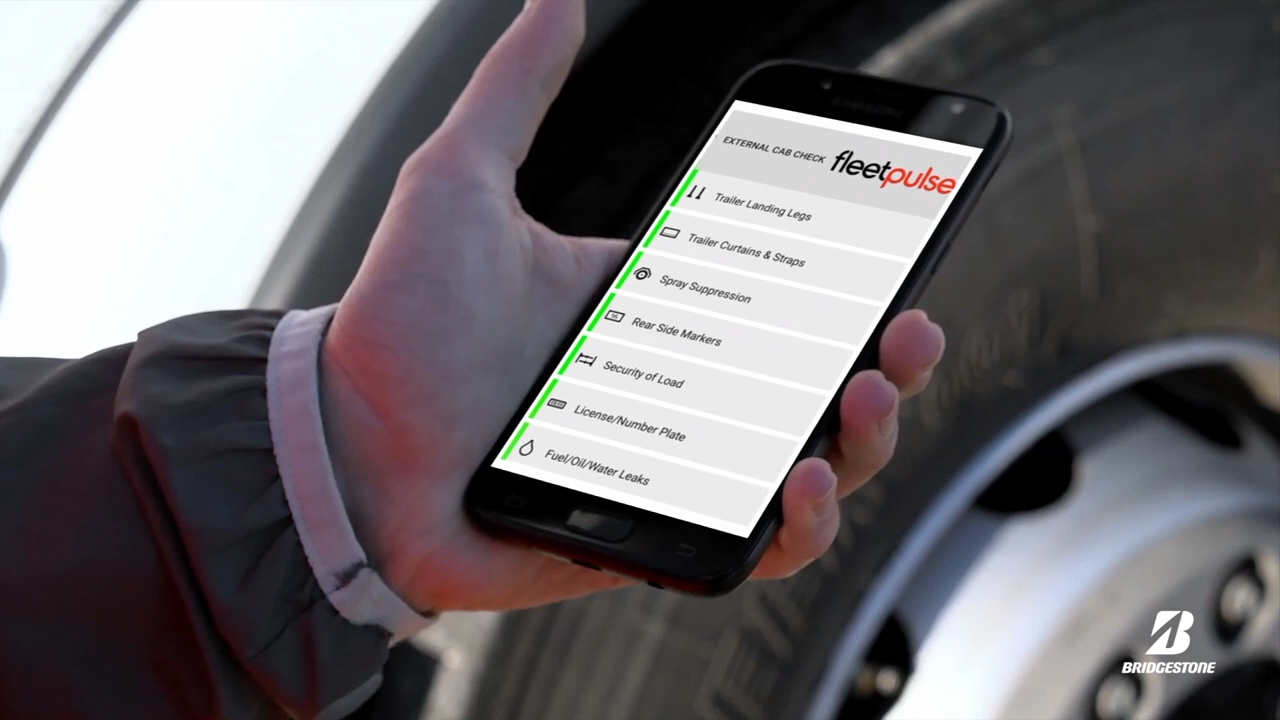 SAMSUNG
EXTERNAL CAB CHECK
fleetpulse
Trailer Landing Legs
Trailer Curtains & Straps
Spray Suppression
Rear Side Markers
Security of Load
License/Number Plate
Fuel/Oil/Water Leaks
BRIDGESTONE